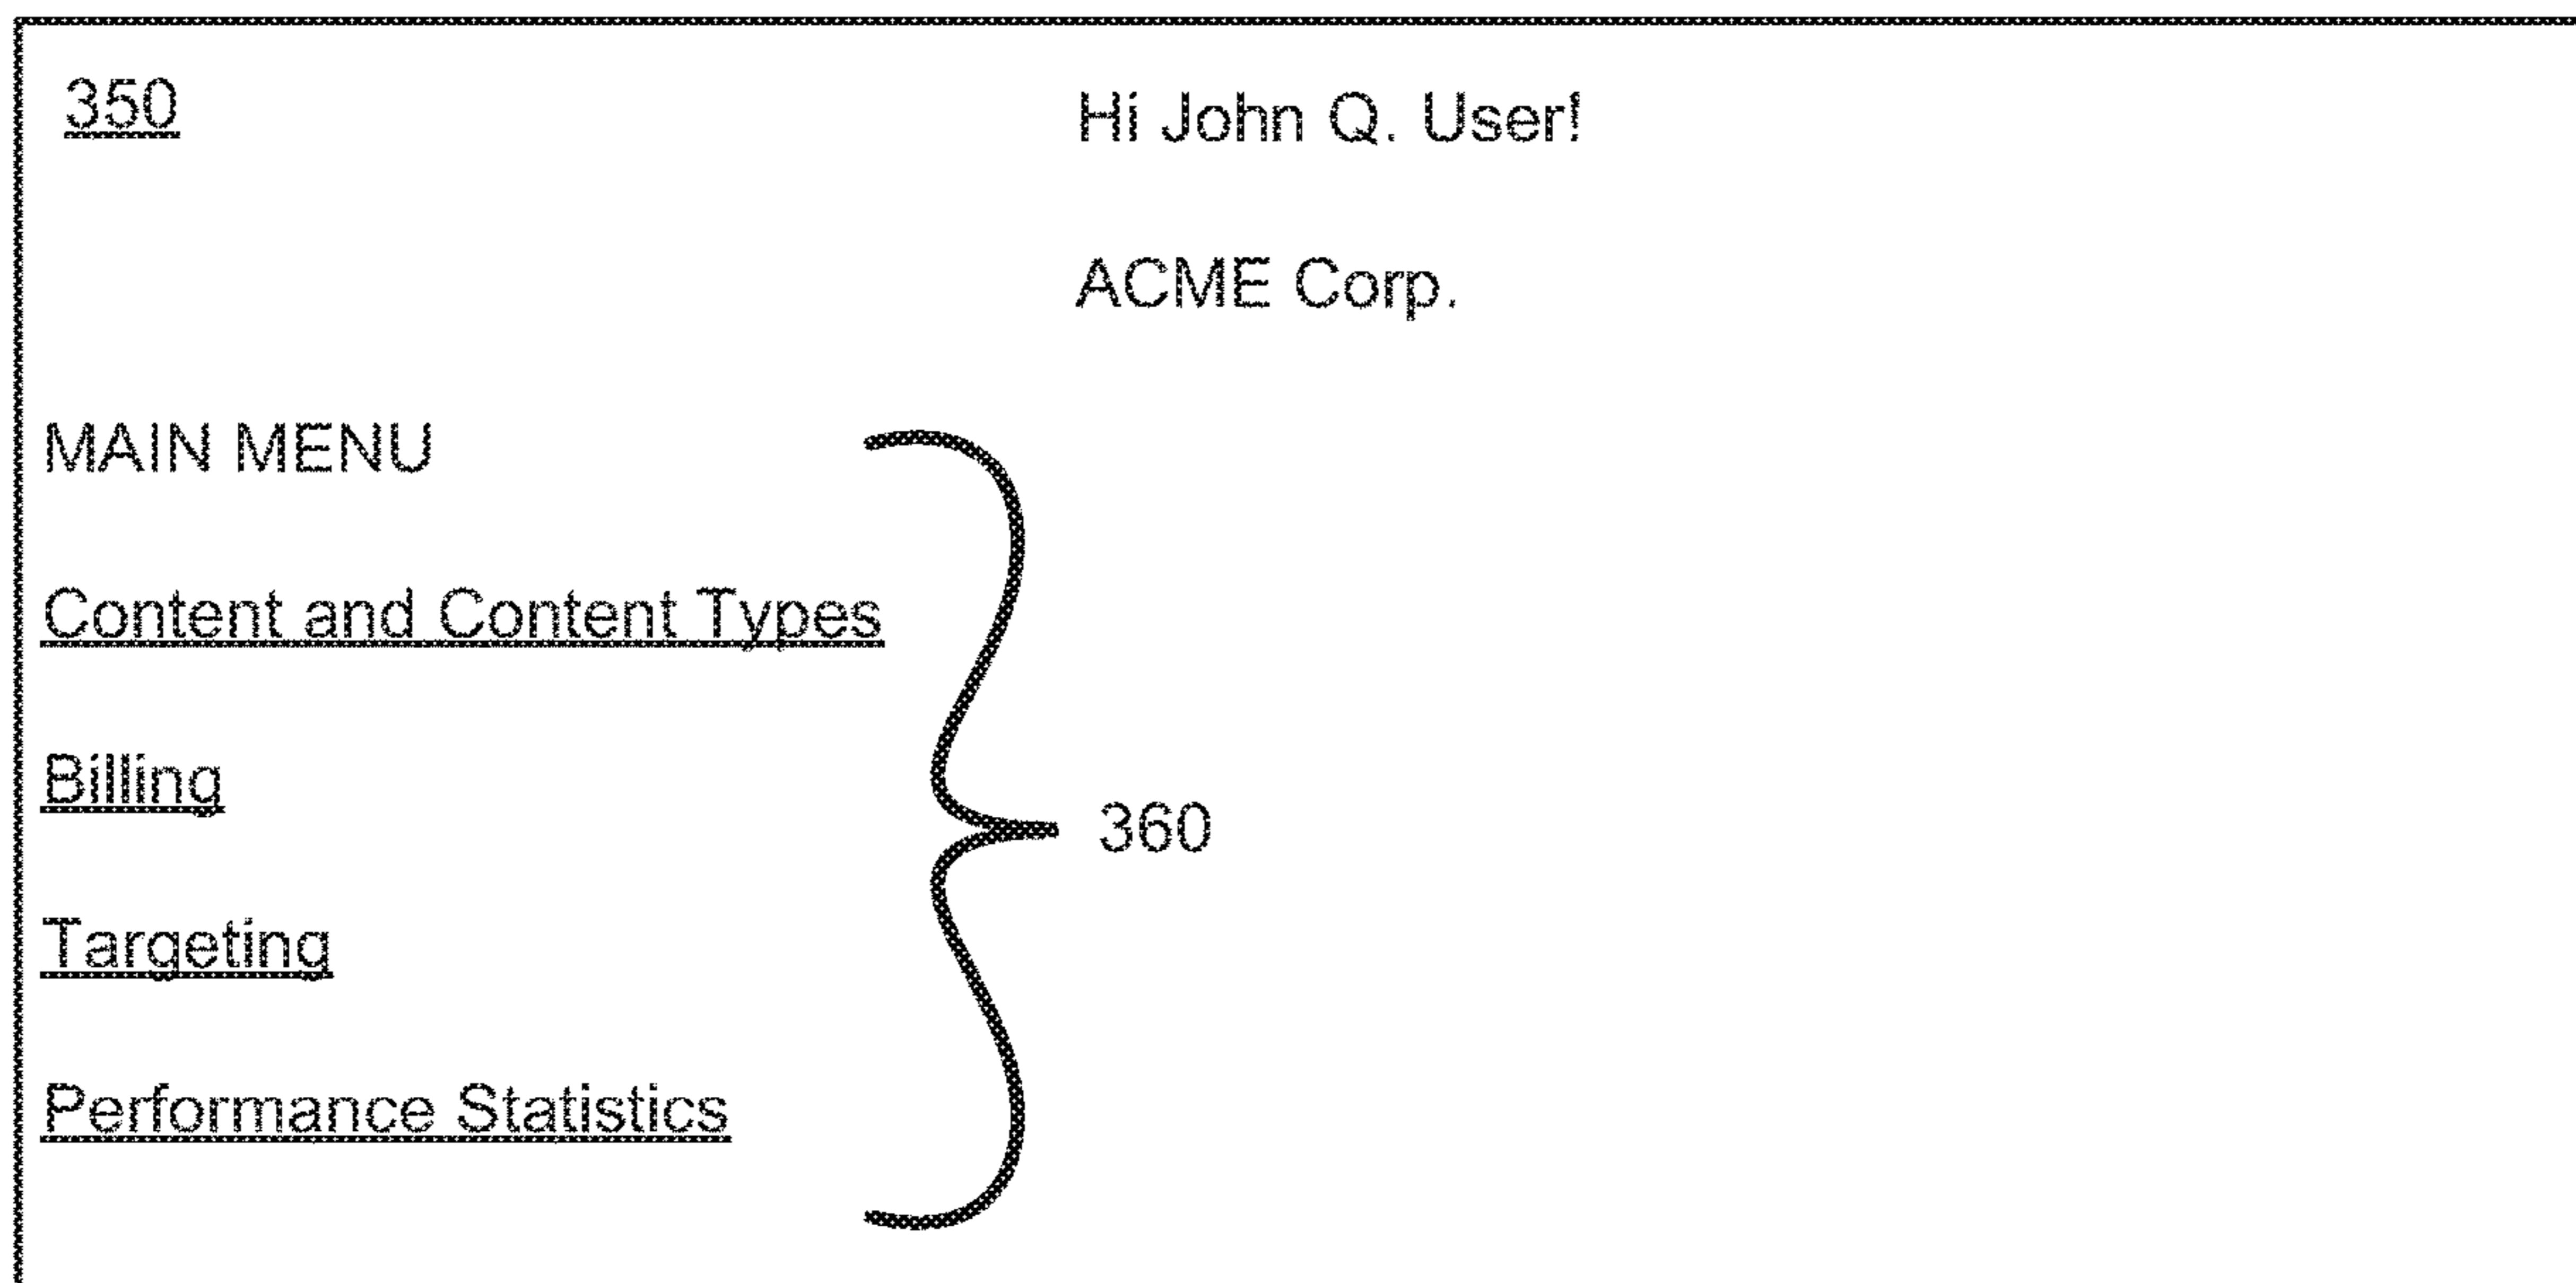 350
Hi John Q. User!
ACME Corp.
MAIN MENU
Content and Content Types
Billing
360
Targeting
Performance Statistics